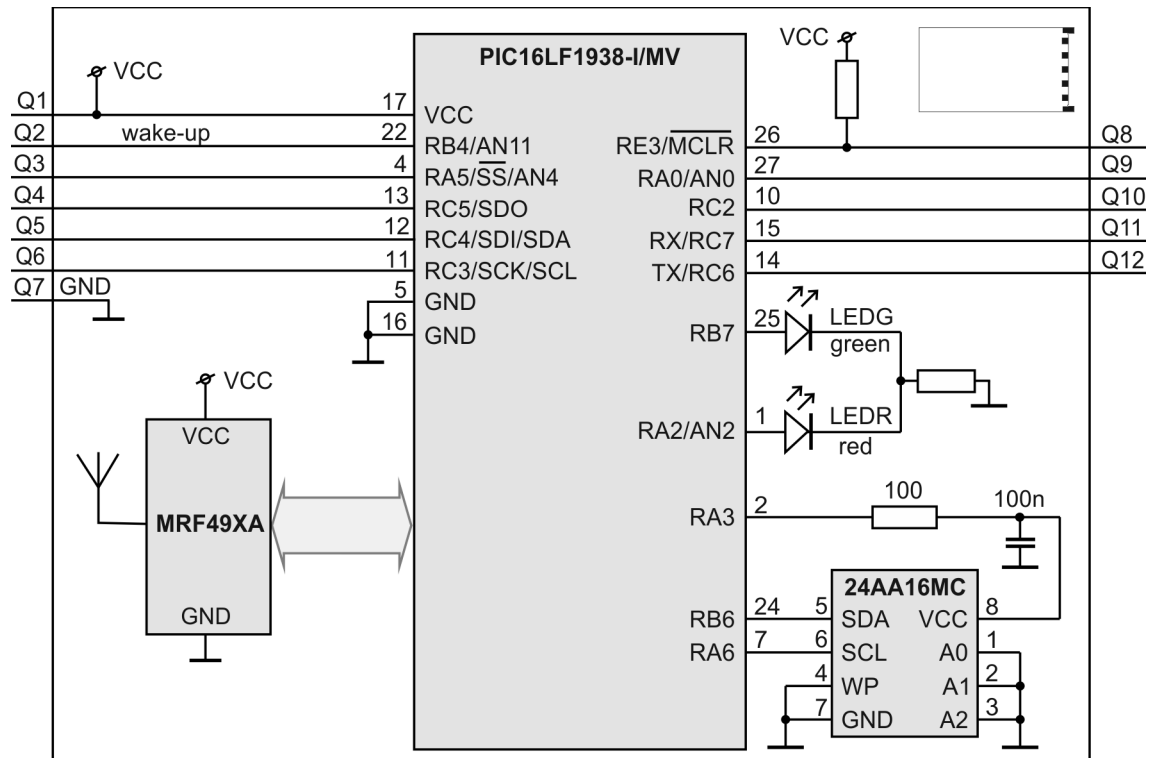 VCC
PIC16LF1938-I/MV
VCC
Q1
17
VCC
Q2
wake-up
22
RB4/AN11
RE3/MCLR
26
Q8
Q3
4
RA5/SS/AN4
RA0/AN0
27
Q9
Q4
13
RC5/SDO
RC2
10
Q10
Q5
12
RC4/SDI/SDA
RX/RC7
15
Q11
Q6
11
RC3/SCK/SCL
TX/RC6
14
Q12
Q7
GND
5
GND
16
GND
RB7
25
LEDG
green
RA2/AN2
1
LEDR
red
VCC
VCC
MRF49XA
GND
RA3
2
100
100n
24AA16MC
RB6
24
5
SDA
VCC
8
RA6
7
6
SCL
A0
1
4
WP
A1
2
7
GND
A2
3